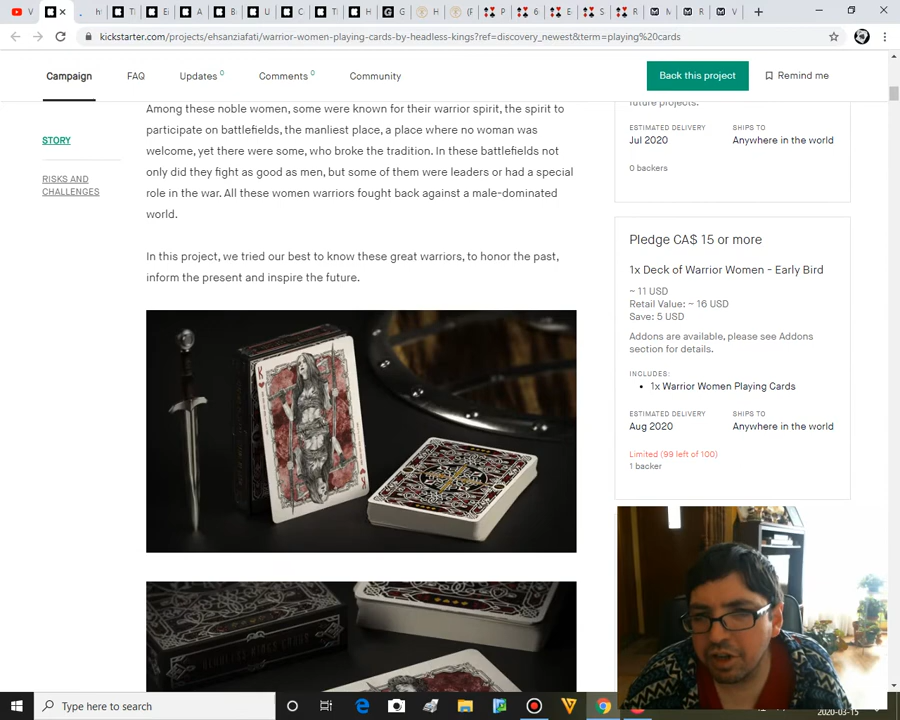 kickstarter.com/projects/ehsanziafati/warrior-women-playing-cards-by-headless-kings?ref=discovery_newest&term=playing%20cards
Campaign
FAQ
Updates 0
Comments 0
Community
Back this project
Remind me
STORY
RISKS AND
CHALLENGES
Among these noble women, some were known for their warrior spirit, the spirit to
participate on battlefields, the manliest place, a place where no woman was
welcome, yet there were some, who broke the tradition. In these battlefields not
only did they fight as good as men, but some of them were leaders or had a special
role in the war. All these women warriors fought back against a male-dominated
world.
In this project, we tried our best to know these great warriors, to honor the past,
inform the present and inspire the future.
K
future projects.
ESTIMATED DELIVERY
SHIPS TO
Jul 2020
Anywhere in the world
0 backers
Pledge CA$ 15 or more
1x Deck of Warrior Women - Early Bird
~ 11 USD
Retail Value: ~ 16 USD
Save: 5 USD
Addons are available, please see Addons
section for details.
INCLUDES:
• 1x Warrior Women Playing Cards
ESTIMATED DELIVERY
SHIPS TO
Aug 2020
Anywhere in the world
Limited (99 left of 100)
1 backer
Type here to search
2020-03-15